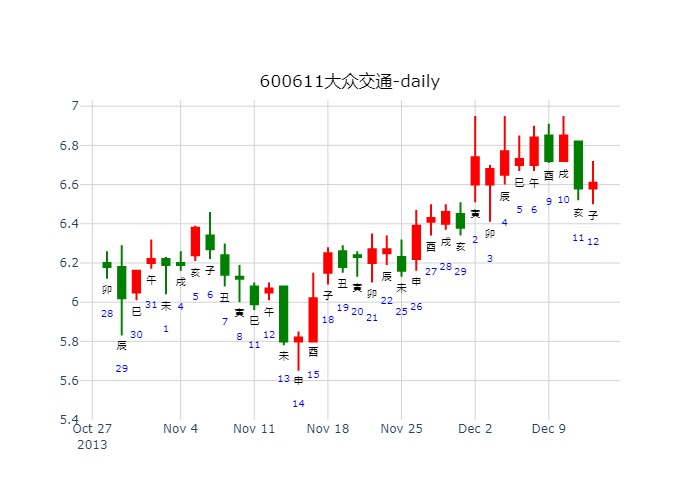 600611大众交通-daily
7
6.8
6.6
6.4
6.2
6
5.8
5.6
5.4
卯
28
辰
29
巳
30
午
31
未
1
戌
4
亥
5
子
6
丑
7
寅
8
巳
11
午
12
未
13
申
14
酉
15
子
18
丑
19
寅
20
卯
21
辰
22
未
25
申
26
酉
27
戌
28
亥
29
寅
2
卯
3
辰
4
巳
5
午
6
酉
9
戌
10
亥
11
子
12
Oct 27
2013
Nov 4
Nov 11
Nov 18
Nov 25
Dec 2
Dec 9